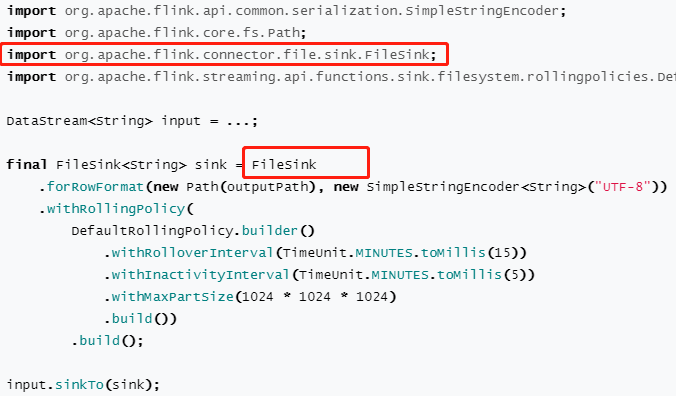 import org.apache.flink.api.common.serialization.SimpleStringEncoder;
import org.apache.flink.core.fs.Path;
import org.apache.flink.connector.file.sink.FileSink;
import org.apache.flink.streaming.api.functions.sink.filesystem.rollingpolicies.Def
DataStream<String> input = ...;
final FileSink<String> sink = FileSink
    .forRowFormat(new Path(outputPath), new SimpleStringEncoder<String>("UTF-8"))
    .withRollingPolicy(
        DefaultRollingPolicy.builder()
            .withRolloverInterval(TimeUnit.MINUTES.toMillis(15))
            .withInactivityInterval(TimeUnit.MINUTES.toMillis(5))
            .withMaxPartSize(1024 * 1024 * 1024)
            .build())
        .build();
input.sinkTo(sink);